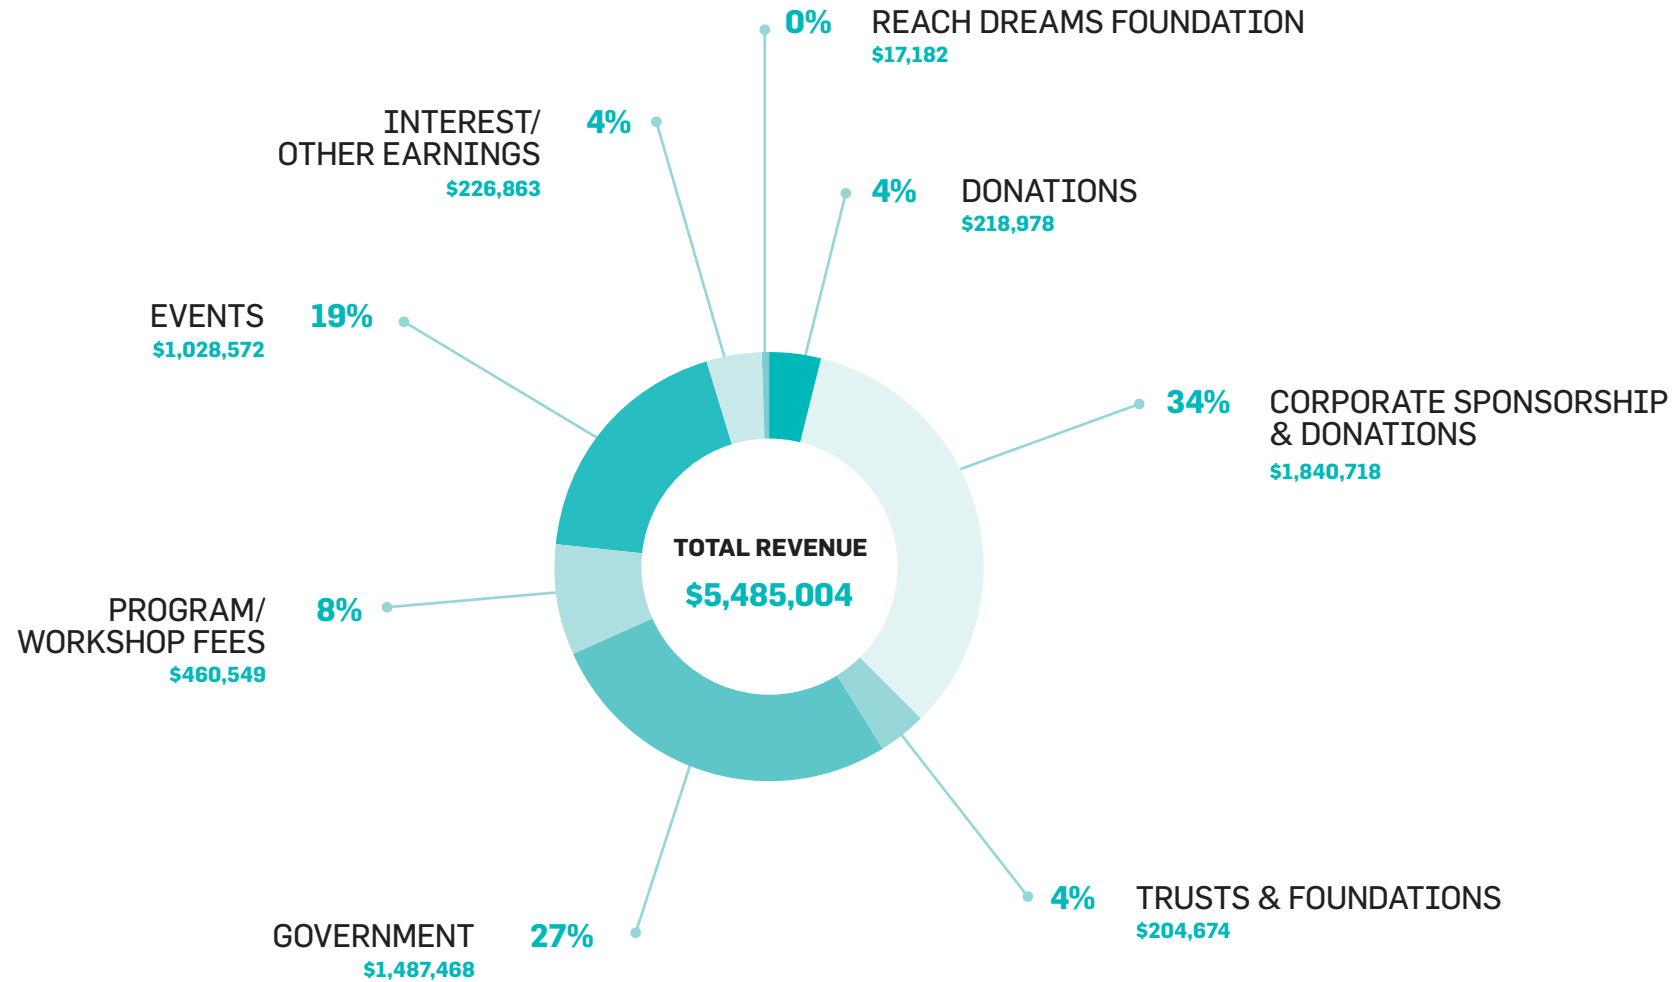 0% REACH DREAMS FOUNDATION
$17,182
INTEREST/ 4%
OTHER EARNINGS
$226,863
4% DONATIONS
$218,978
EVENTS 19%
$1,028,572
34% CORPORATE SPONSORSHIP
& DONATIONS
$1,840,718
TOTAL REVENUE
$5,485,004
PROGRAM/ 8%
WORKSHOP FEES
$460,549
4% TRUSTS & FOUNDATIONS
$204,674
GOVERNMENT 27%
$1,487,468